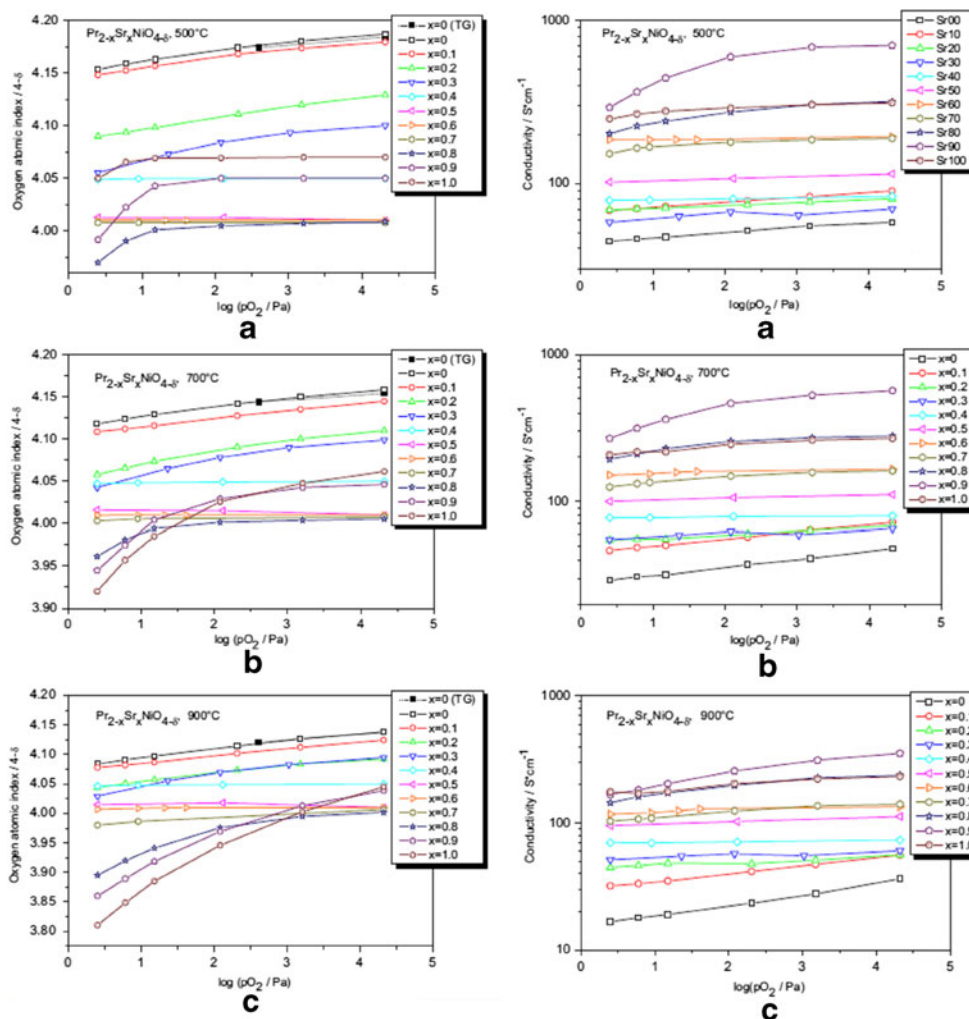 a
Pr2-xSrxNiO4-δ, 500°C
Oxygen atomic index / 4-δ
4.20
4.15
4.10
4.05
4.00
0 1 2 3 4 5
log (pO2 / Pa)
x=0 (TG)
x=0
x=0.1
x=0.2
x=0.3
x=0.4
x=0.5
x=0.6
x=0.7
x=0.8
x=0.9
x=1.0
a
a
Pr2-xSrxNiO4-δ, 500°C
Conductivity / S*cm-1
1000
100
0 1 2 3 4 5
log(pO2 / Pa)
Sr00
Sr10
Sr20
Sr30
Sr40
Sr50
Sr60
Sr70
Sr80
Sr90
Sr100
a
Pr2-xSrxNiO4-δ, 700°C
Oxygen atomic index / 4-δ
4.20
4.15
4.10
4.05
4.00
3.95
3.90
0 1 2 3 4 5
log (pO2 / Pa)
x=0 (TG)
x=0
x=0.1
x=0.2
x=0.3
x=0.4
x=0.5
x=0.6
x=0.7
x=0.8
x=0.9
x=1.0
b
Pr2-xSrxNiO4-δ, 700°C
Conductivity / S*cm-1
1000
100
0 1 2 3 4 5
log(pO2 / Pa)
x=0
x=0.1
x=0.2
x=0.3
x=0.4
x=0.5
x=0.6
x=0.7
x=0.8
x=0.9
x=1.0
b
Pr2-xSrxNiO4-δ, 900°C
Oxygen atomic index / 4-δ
4.20
4.15
4.10
4.05
4.00
3.95
3.90
3.85
3.80
0 1 2 3 4 5
log (pO2 / Pa)
x=0 (TG)
x=0
x=0.1
x=0.2
x=0.3
x=0.4
x=0.5
x=0.6
x=0.7
x=0.8
x=0.9
x=1.0
c
Pr2-xSrxNiO4-δ, 900°C
Conductivity / S*cm-1
1000
100
10
0 1 2 3 4 5
log(pO2 / Pa)
x=0
c